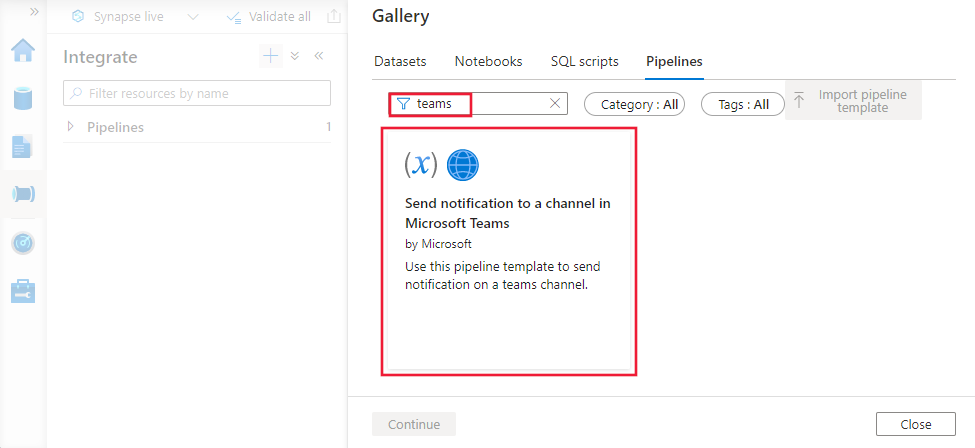 Synapse live
Validate all
Integrate
Filter resources by name
Pipelines 1
Gallery
Datasets Notebooks SQL scripts Pipelines
teams
Category : All
Tags : All
Import pipeline
template
(x)
Send notification to a channel in
Microsoft Teams
by Microsoft
Use this pipeline template to send
notification on a teams channel.
Continue
Close